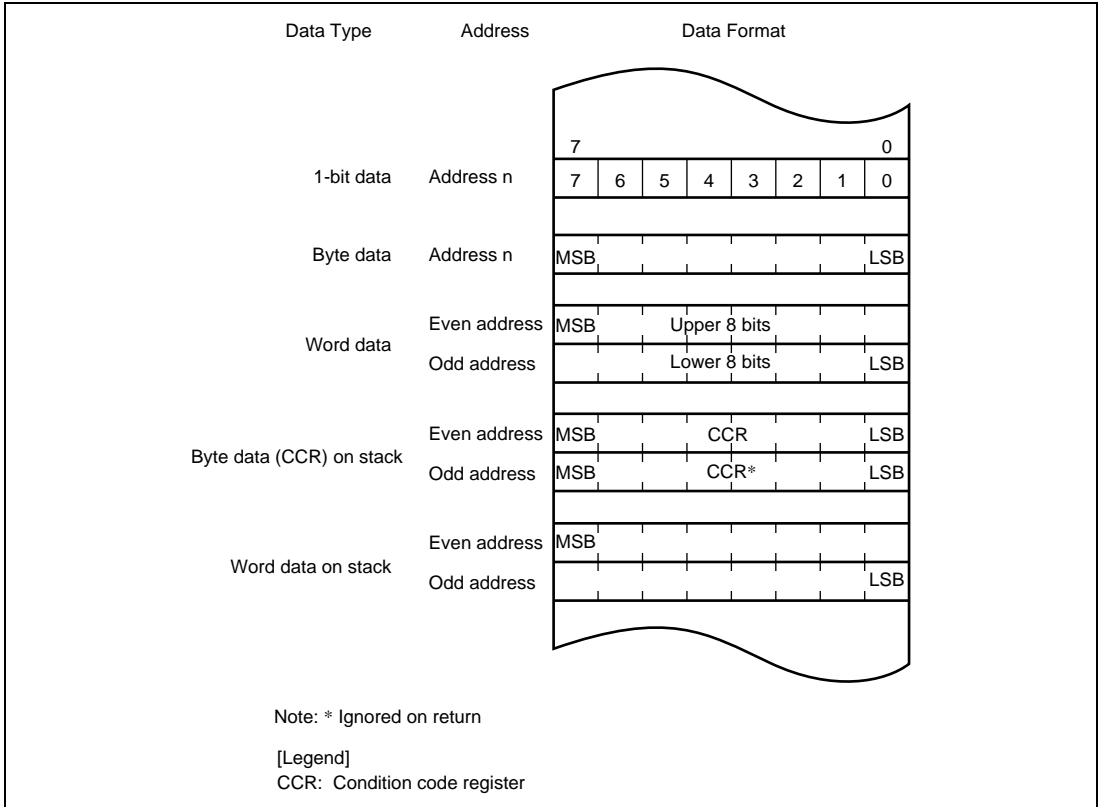 Data Type Address Data Format
7 0
1-bit data Address n 7 6 5 4 3 2 1 0
Byte data Address n MSB LSB
Word data
Even address MSB Upper 8 bits
Odd address Lower 8 bits LSB
Byte data (CCR) on stack
Even address MSB CCR LSB
Odd address MSB CCR* LSB
Word data on stack
Even address MSB
Odd address LSB
Note: * Ignored on return
[Legend]
CCR: Condition code register